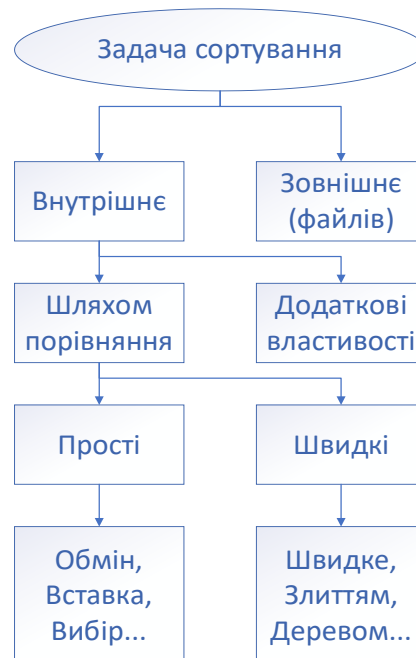 Задача сортування
Внутрішнє
Зовнішнє
(файлів)
Шляхом
порівняння
Додаткові
властивості
Прості
Швидкі
Обмін,
Вставка,
Вибір...
Швидке,
Злиттям,
Деревом...